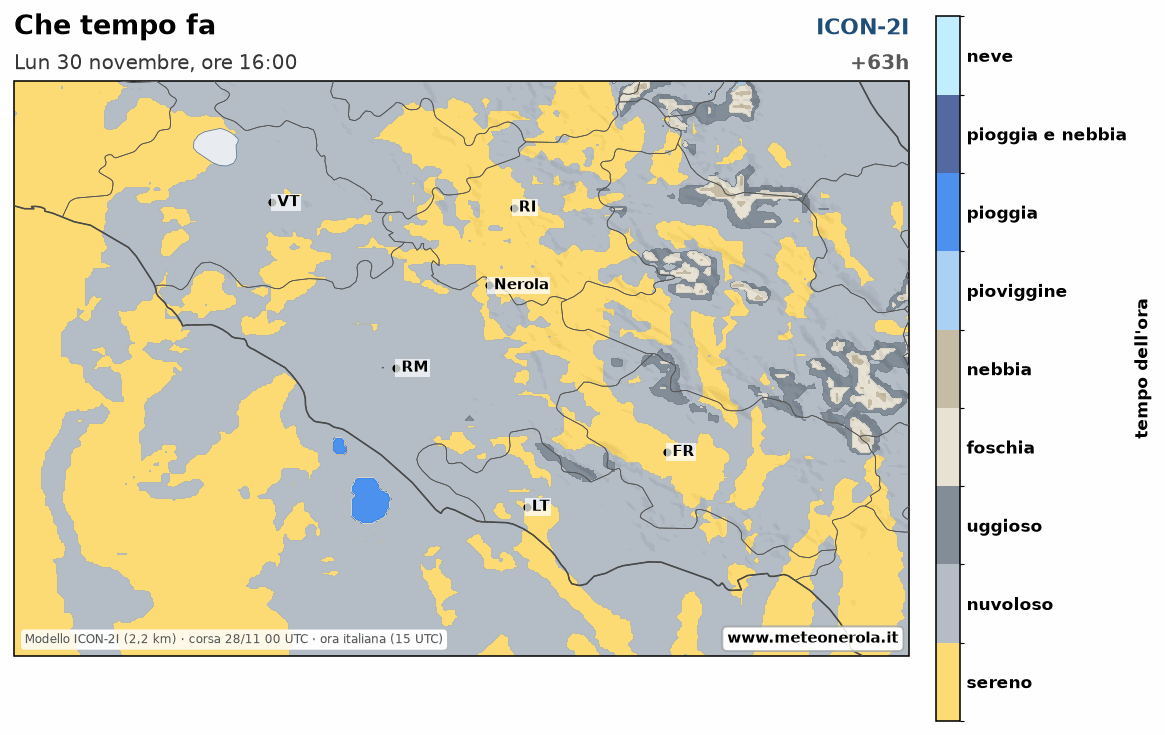 Che tempo fa
ICON-2I
Lun 30 novembre, ore 16:00
+63h
VT
RI
Nerola
RM
FR
LT
Modello ICON-2I (2,2 km) · corsa 28/11 00 UTC · ora italiana (15 UTC)
www.meteonerola.it
neve
pioggia e nebbia
pioggia
pioviggine
nebbia
foschia
uggioso
nuvoloso
sereno
tempo dell'ora